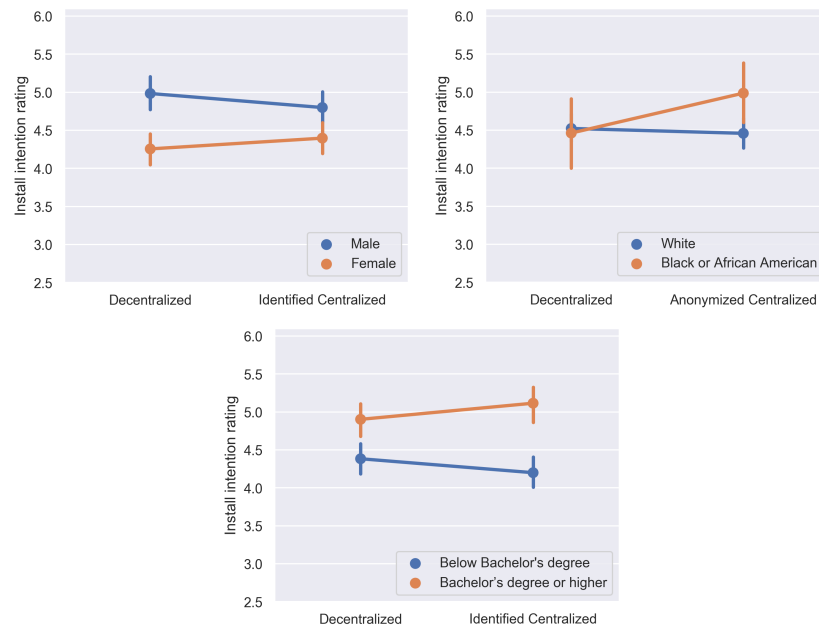 6.0
5.5
5.0
4.5
4.0
3.5
3.0
2.5
Install intention rating
Male
Female
Decentralized
Identified Centralized
6.0
5.5
5.0
4.5
4.0
3.5
3.0
2.5
Install intention rating
White
Black or African American
Decentralized
Anonymized Centralized
6.0
5.5
5.0
4.5
4.0
3.5
3.0
2.5
Install intention rating
Below Bachelor's degree
Bachelor's degree or higher
Decentralized
Identified Centralized